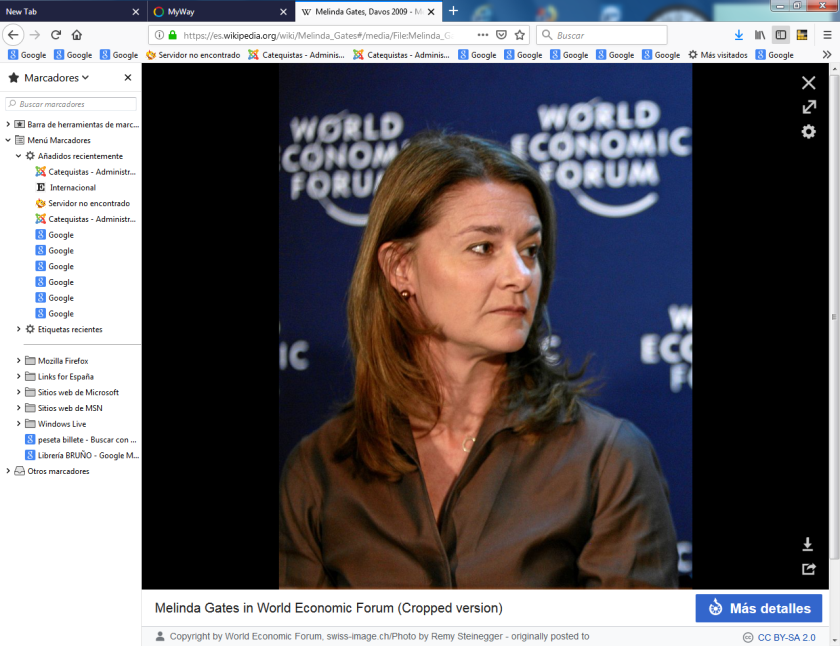 New Tab
MyWay
Melinda Gates, Davos 2009 - M
https://es.wikipedia.org/wiki/Melinda_Gates#/media/File:Melinda_G
Buscar
Google
Google
Google
Servidor no encontrado
Catequistas - Adminis...
Catequistas - Adminis...
Google
Google
Google
Google
Google
Más visitados
Google
Marcadores
Buscar marcadores
Barra de herramientas de marc...
Menú Marcadores
Añadidos recientemente
Catequistas - Administr...
Internacional
Servidor no encontrado
Catequistas - Administr...
Google
Google
Google
Google
Google
Google
Etiquetas recientes
Mozilla Firefox
Links for España
Sitios web de Microsoft
Sitios web de MSN
Windows Live
peseta billete - Buscar con ...
Librería BRUÑO - Google M...
Otros marcadores
WORLD
CONOM
FORU
WORLD
ECONOMIC
FORUM
IC
W
ECO
F
Melinda Gates in World Economic Forum (Cropped version)
Más detalles
Copyright by World Economic Forum, swiss-image.ch/Photo by Remy Steinegger - originally posted to
CC BY-SA 2.0